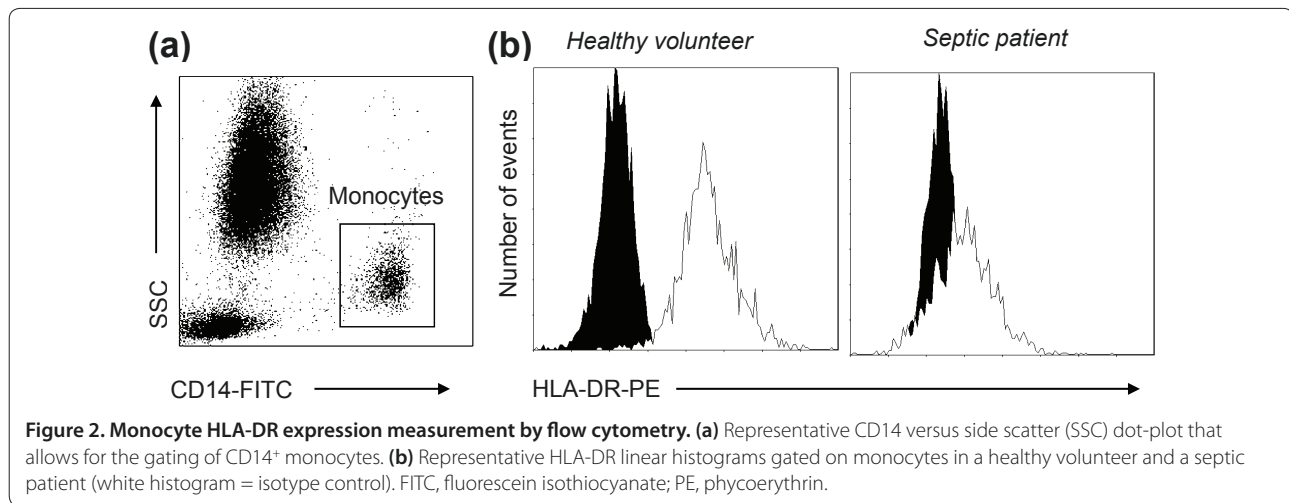 (a)
(b)
Healthy volunteer
Septic patient
SSC
Monocytes
CD14-FITC
Number of events
HLA-DR-PE
Figure 2. Monocyte HLA-DR expression measurement by flow cytometry. (a) Representative CD14 versus side scatter (SSC) dot-plot that
allows for the gating of CD14⁺ monocytes. (b) Representative HLA-DR linear histograms gated on monocytes in a healthy volunteer and a septic
patient (white histogram = isotype control). FITC, fluorescein isothiocyanate; PE, phycoerythrin.